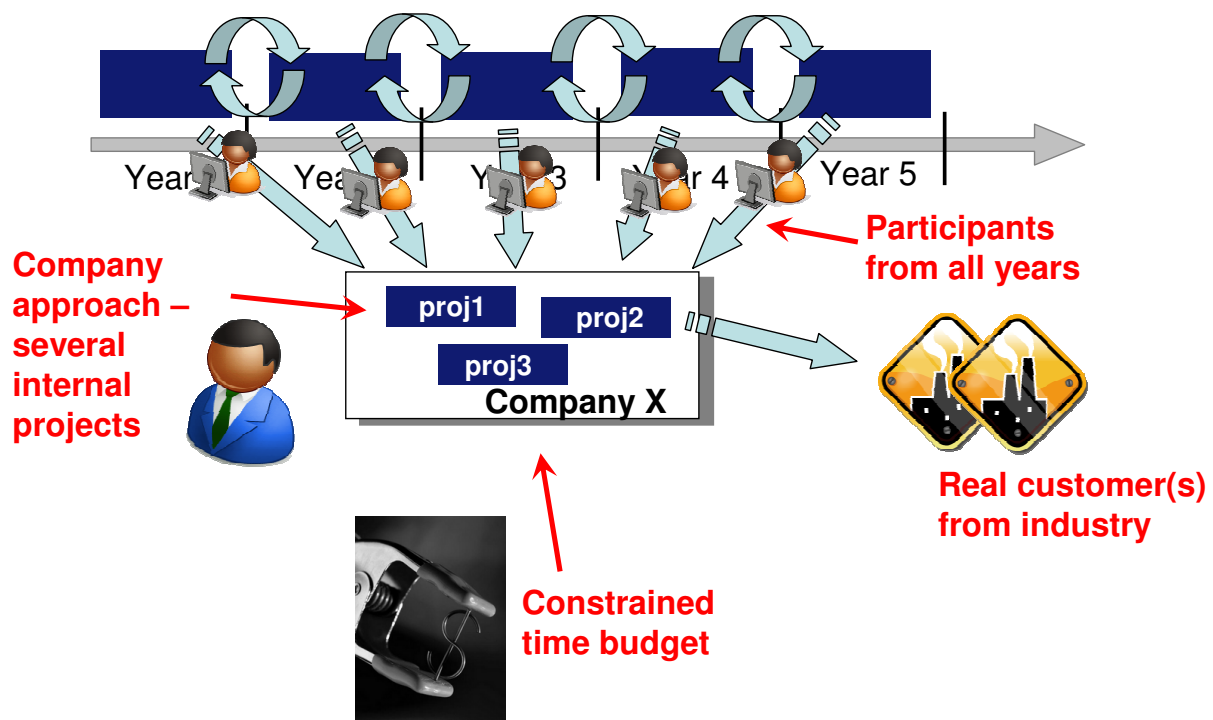 Year
Yea
Y
3
Year 4
Year 5
Participants
from all years
Company
approach –
several
internal
projects
proj1
proj2
proj3
Company X
Real customer(s)
from industry
Constrained
time budget